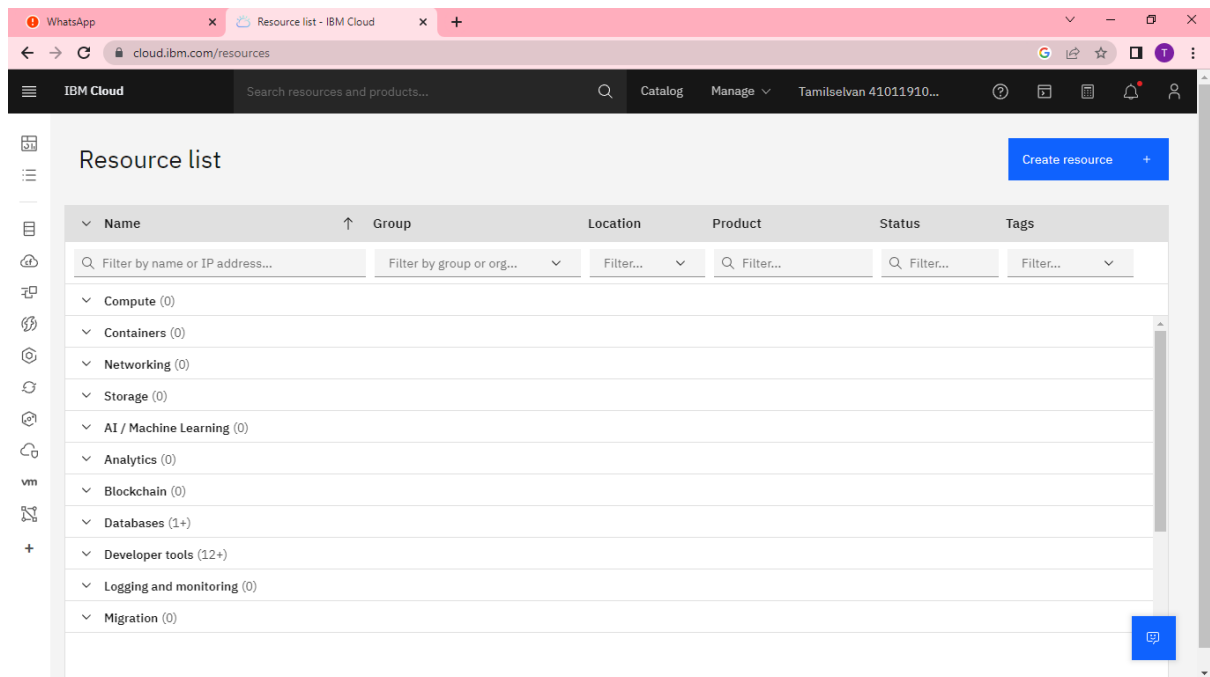 WhatsApp
Resource list - IBM Cloud
cloud.ibm.com/resources
T
IBM Cloud
Search resources and products...
Catalog
Manage
Tamilselvan 41011910...
Resource list
Create resource +
Name Group Location Product Status Tags
Filter by name or IP address... Filter by group or org... Filter... Filter... Filter... Filter...
Compute (0)
Containers (0)
Networking (0)
Storage (0)
AI / Machine Learning (0)
Analytics (0)
Blockchain (0)
vm
Databases (1+)
Developer tools (12+)
Logging and monitoring (0)
Migration (0)